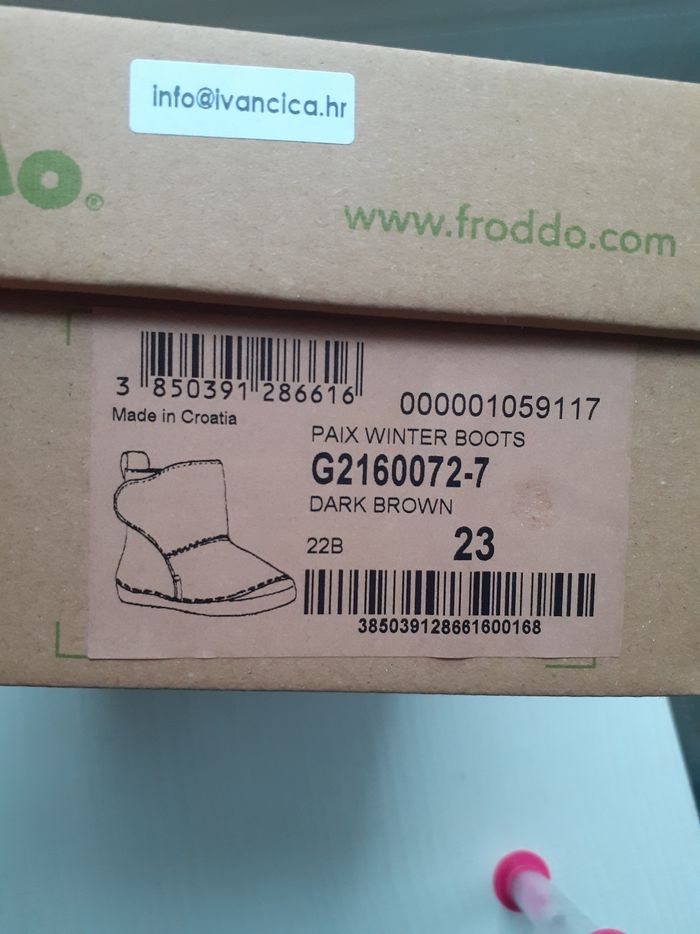 info@ivancica.hr
do®
www.froddo.com
3 850391 286616
000001059117
Made in Croatia
PAIX WINTER BOOTS
G2160072-7
DARK BROWN
22B 23
385039128661600168